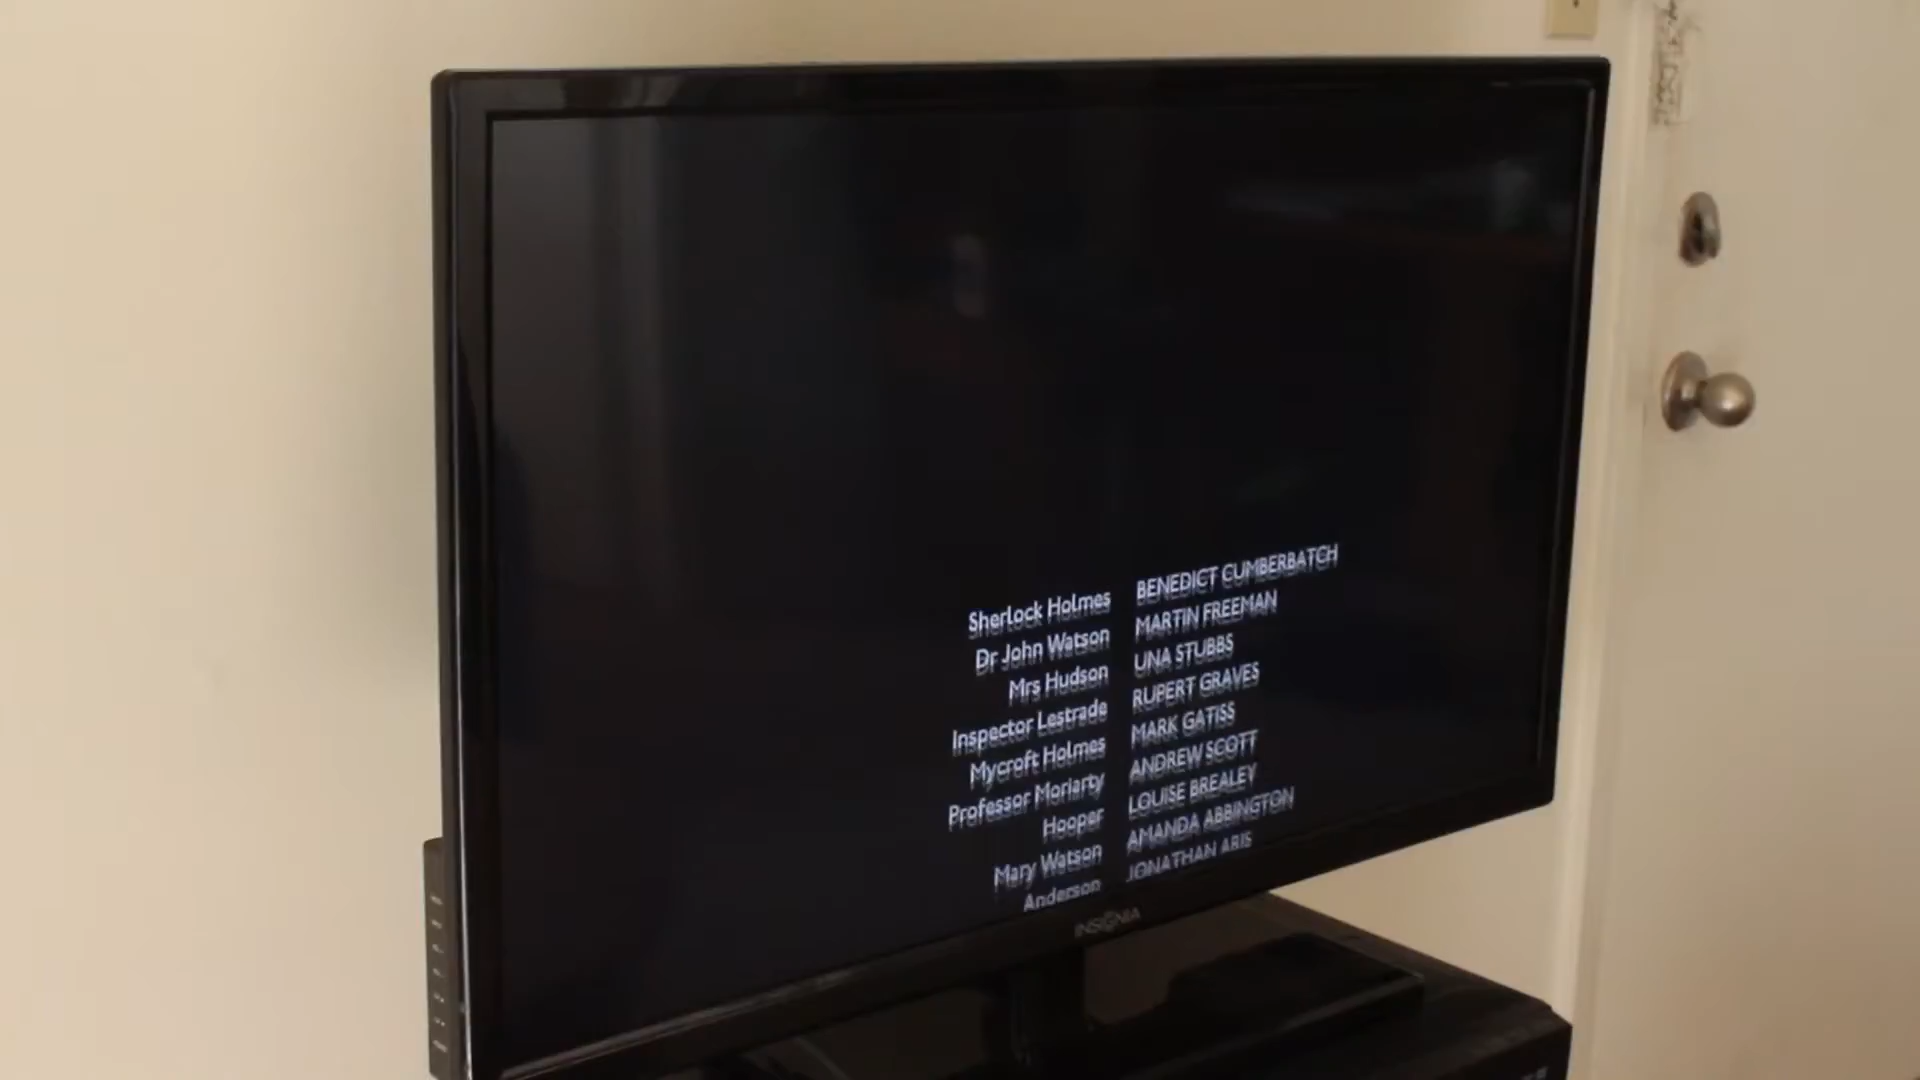 Sherlock Holmes BENEDICT CUMBERBATCH
Dr John Watson MARTIN FREEMAN
Mrs Hudson UNA STUBBS
Inspector Lestrade RUPERT GRAVES
Mycroft Holmes MARK GATISS
Professor Moriarty ANDREW SCOTT
Hooper LOUISE BREALEY
Mary Watson AMANDA ABBINGTON
Anderson JONATHAN ARIS
INSIGNIA